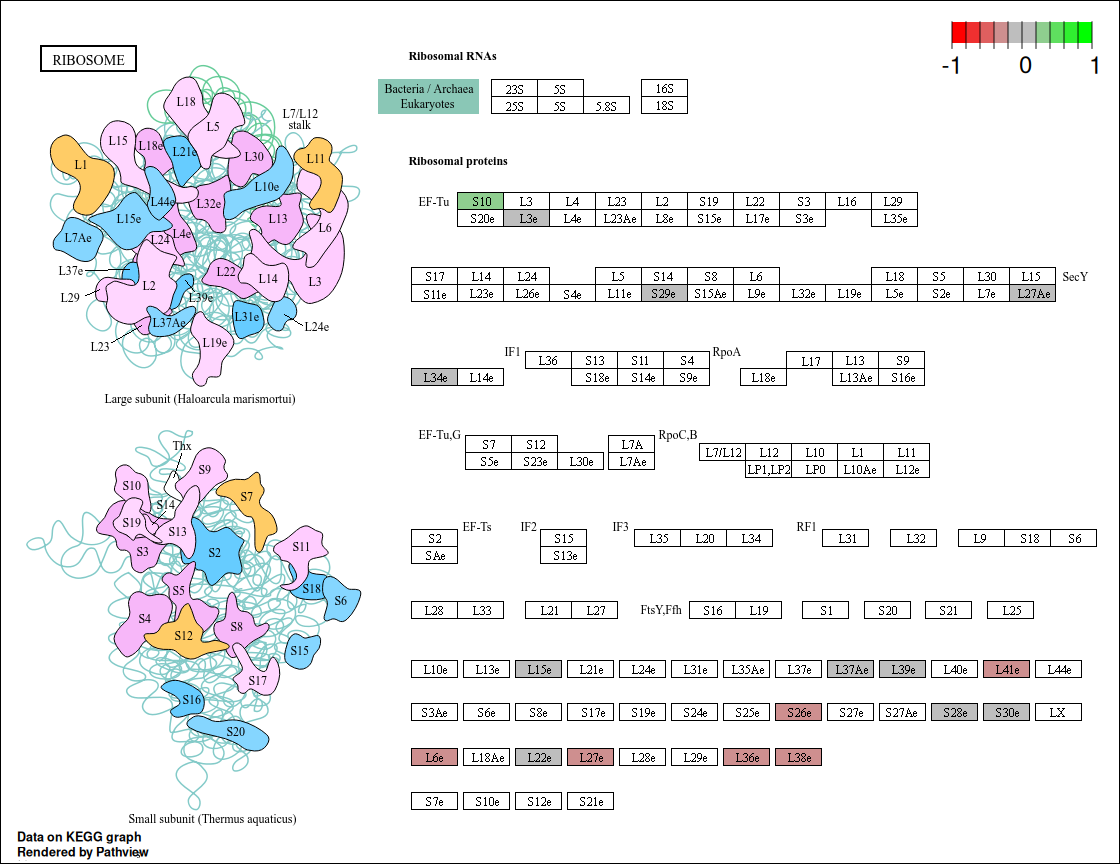 RIBOSOME
Ribosomal RNAs
-1 0 1
Bacteria / Archaea 23S 5S 16S
Eukaryotes 25S 5S 5.8S 18S
Ribosomal proteins
EF-Tu S10 L3 L4 L23 L2 S19 L22 S3 L16 L29
S20e L3e L4e L23Ae L8e S15e L17e S3e L35e
S17 L14 L24 L5 S14 S8 L6 L18 S5 L30 L15 SecY
S11e L23e L26e S4e L11e S29e S15Ae L9e L32e L19e L5e S2e L7e L27Ae
IF1 L36 S13 S11 S4 RpoA L17 L13 S9
L34e L14e S18e S14e S9e L18e L13Ae S16e
EF-Tu,G S7 S12 L7A RpoC,B L7/L12 L12 L10 L1 L11
S5e S23e L30e L7Ae LP1,LP2 LP0 L10Ae L12e
S2 EF-Ts IF2 S15 IF3 L35 L20 L34 RF1 L31 L32 L9 S18 S6
SAe S13e
L28 L33 L21 L27 FtsY,Ffh S16 L19 S1 S20 S21 L25
L10e L13e L15e L21e L24e L31e L35Ae L37e L37Ae L39e L40e L41e L44e
S3Ae S6e S8e S17e S19e S24e S25e S26e S27e S27Ae S28e S30e LX
L6e L18Ae L22e L27e L28e L29e L36e L38e
S7e S10e S12e S21e
L18
L5
L7/L12
stalk
L15 L18e L21e L30 L11
L1
L10e
L44e L32e
L15e L13
L6
L7Ae L24 L4e
L37e L22 L14 L3
L29 L2
L39e
L37Ae L31e L24e
L23 L19e
Large subunit (Haloarcula marismortui)
Thx
S9
S10 S7
S14
S19 S13
S3 S2 S11
S5 S18 S6
S4 S12 S8
S15
S17
S16
S20
Small subunit (Thermus aquaticus)
Data on KEGG graph
Rendered by Pathview